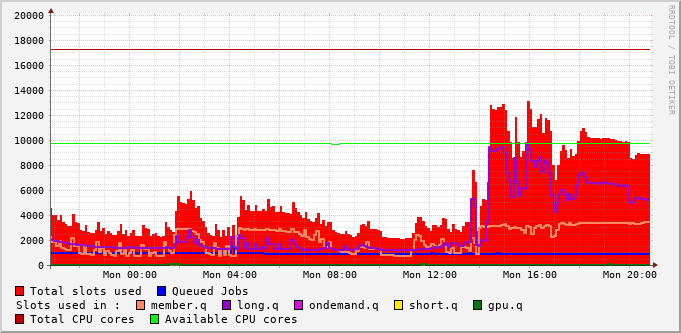 20000
18000
16000
14000
12000
10000
8000
6000
4000
2000
0
Mon 00:00 Mon 04:00 Mon 08:00 Mon 12:00 Mon 16:00 Mon 20:00
RRDTOOL / TOBI OETIKER
Total slots used Queued Jobs
Slots used in : member.q long.q ondemand.q short.q gpu.q
Total CPU cores Available CPU cores